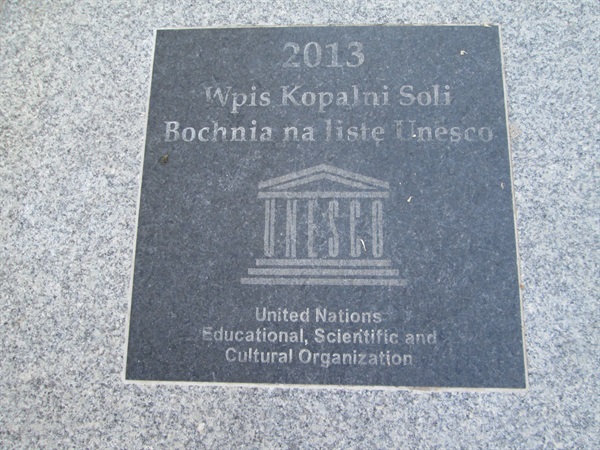 2013
Wpis Kopalni Soli
Bochnia na listę Unesco
UNESCO
United Nations
Educational, Scientific and
Cultural Organization